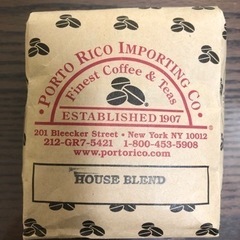 · PORTO RICO IMPORTING CO. ·
Finest Coffee & Teas
ESTABLISHED 1907
201 Bleecker Street • New York NY 10012
212-GR7-5421 1-800-453-5908
www.portorico.com
HOUSE BLEND